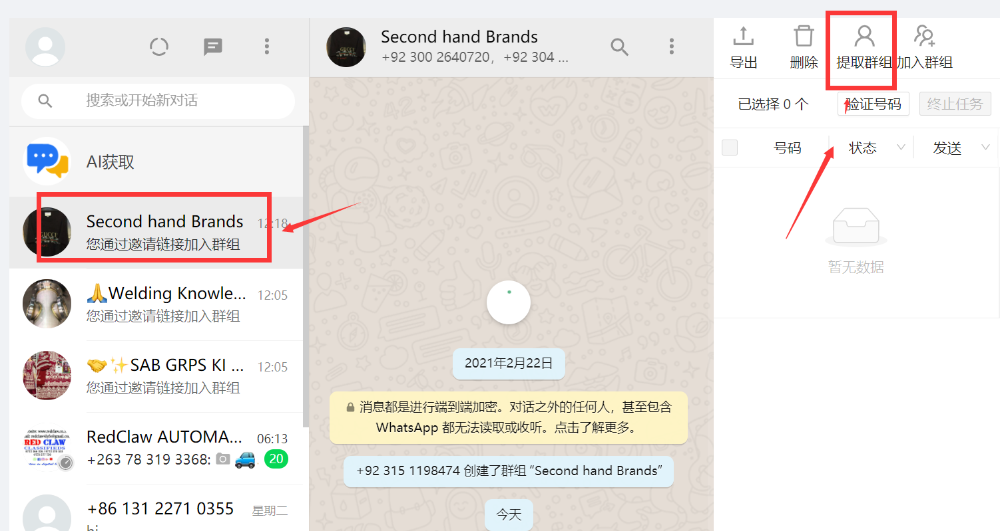 搜索或开始新对话
AI获取
Second hand Brands
12:18
您通过邀请链接加入群组
🙏Welding Knowle...
12:05
您通过邀请链接加入群组
🤝✨SAB GRPS KI ...
12:05
您通过邀请链接加入群组
RED CLAW
CLASSIFIEDS
RedClaw AUTOMA...
06:13
+263 78 319 3368: 📷 🚙
20
+86 131 2271 0355
星期二
hi
Second hand Brands
+92 300 2640720，+92 304 ...
2021年2月22日
消息都是进行端到端加密。对话之外的任何人，甚至包含
WhatsApp 都无法读取或收听。点击了解更多。
+92 315 1198474 创建了群组 “Second hand Brands”
今天
导出
删除
提取群组
加入群组
已选择 0 个
验证号码
终止任务
号码
状态
发送
暂无数据